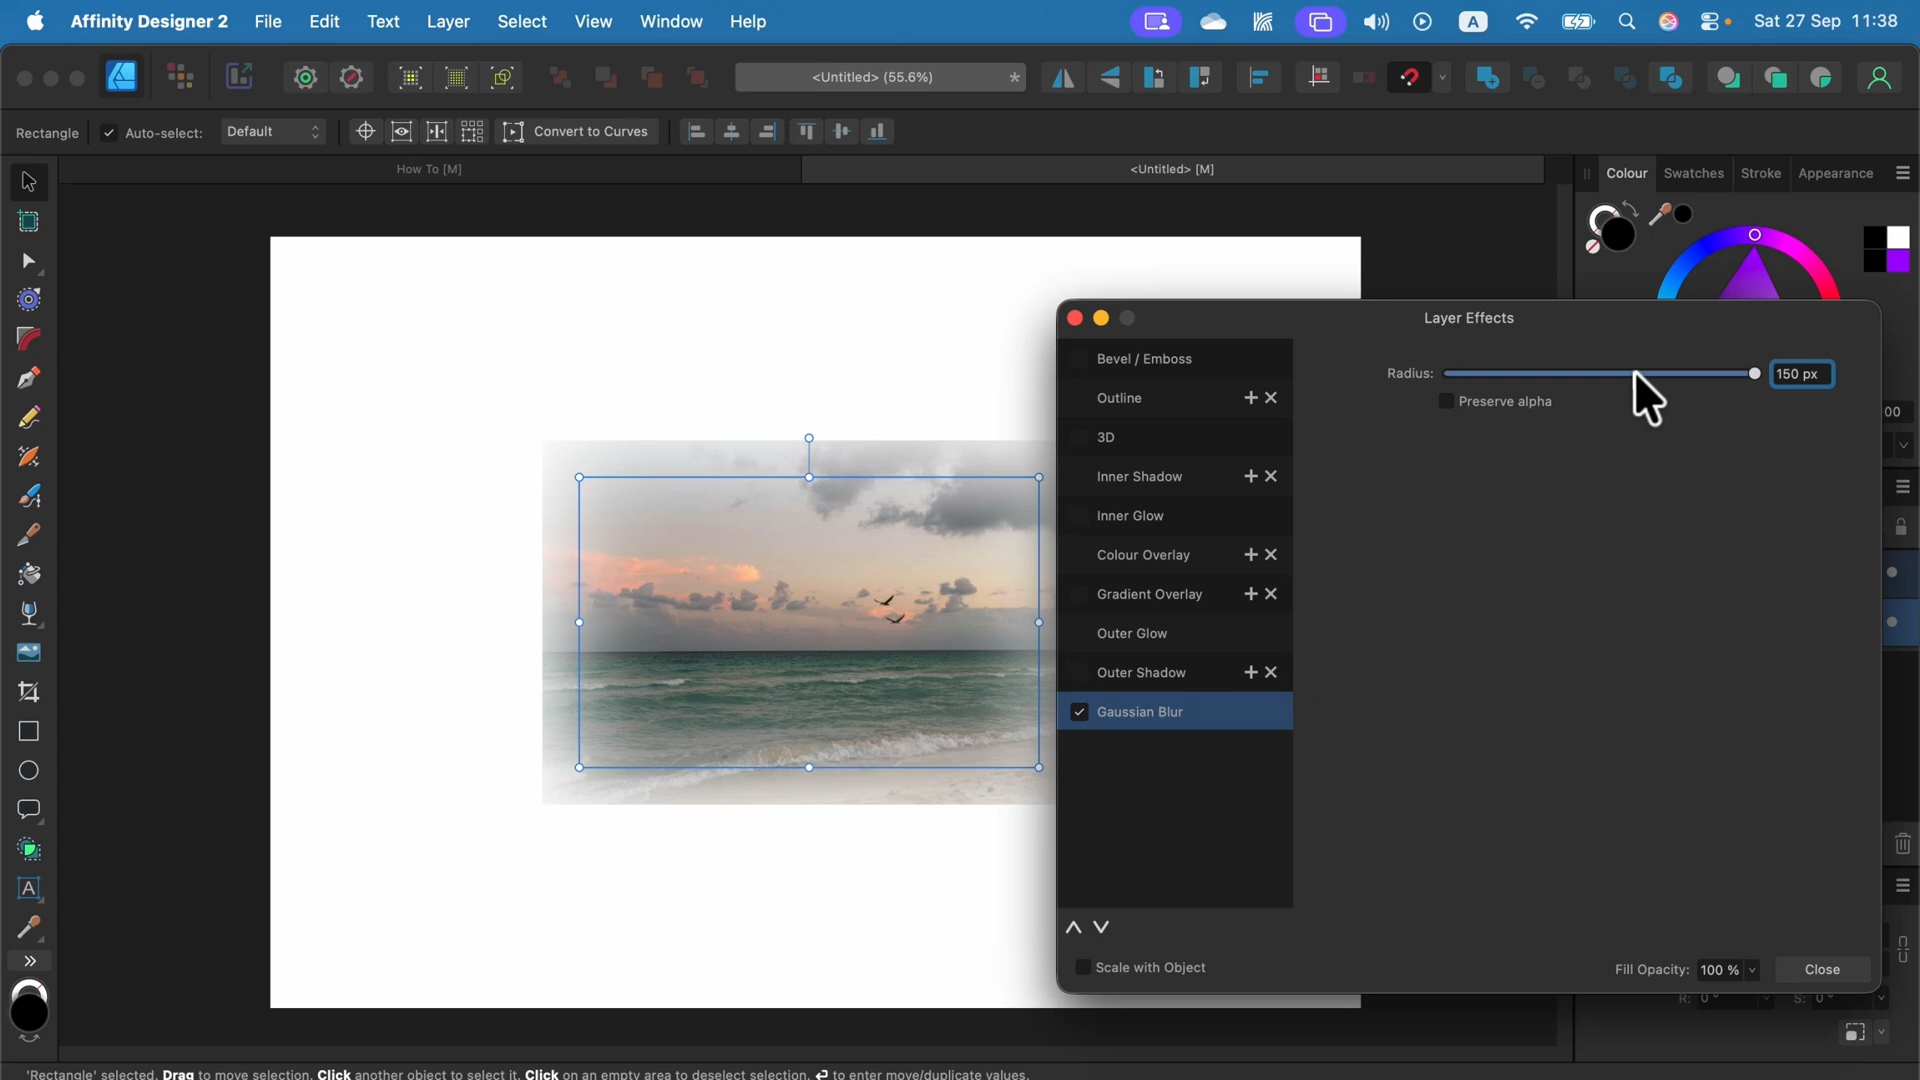 Affinity Designer 2 File Edit Text Layer Select View Window Help A Sat 27 Sep 11:38
<Untitled> (55.6%) *
Rectangle Auto-select: Default Convert to Curves
How To [M] <Untitled> [M] Colour Swatches Stroke Appearance
Layer Effects
Bevel / Emboss
Radius: 150 px
Outline
Preserve alpha
00
3D
Inner Shadow
Inner Glow
Colour Overlay
Gradient Overlay
Outer Glow
Outer Shadow
Gaussian Blur
A
Scale with Object Fill Opacity: 100 % Close
R: 0 ° S: 0 °
'Rectangle' selected. Drag to move selection. Click another object to select it. Click on an empty area to deselect selection. ↵ to enter move/duplicate values.